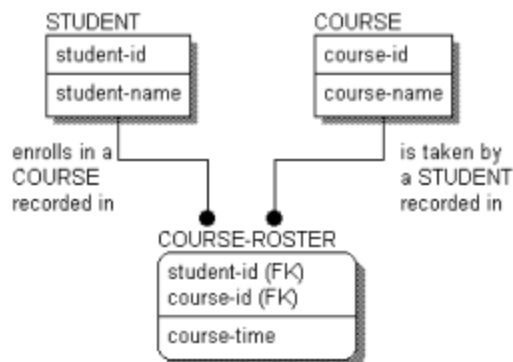 STUDENT
student-id
student-name
COURSE
course-id
course-name
enrolls in a
COURSE
recorded in
is taken by
a STUDENT
recorded in
COURSE-ROSTER
student-id (FK)
course-id (FK)
course-time